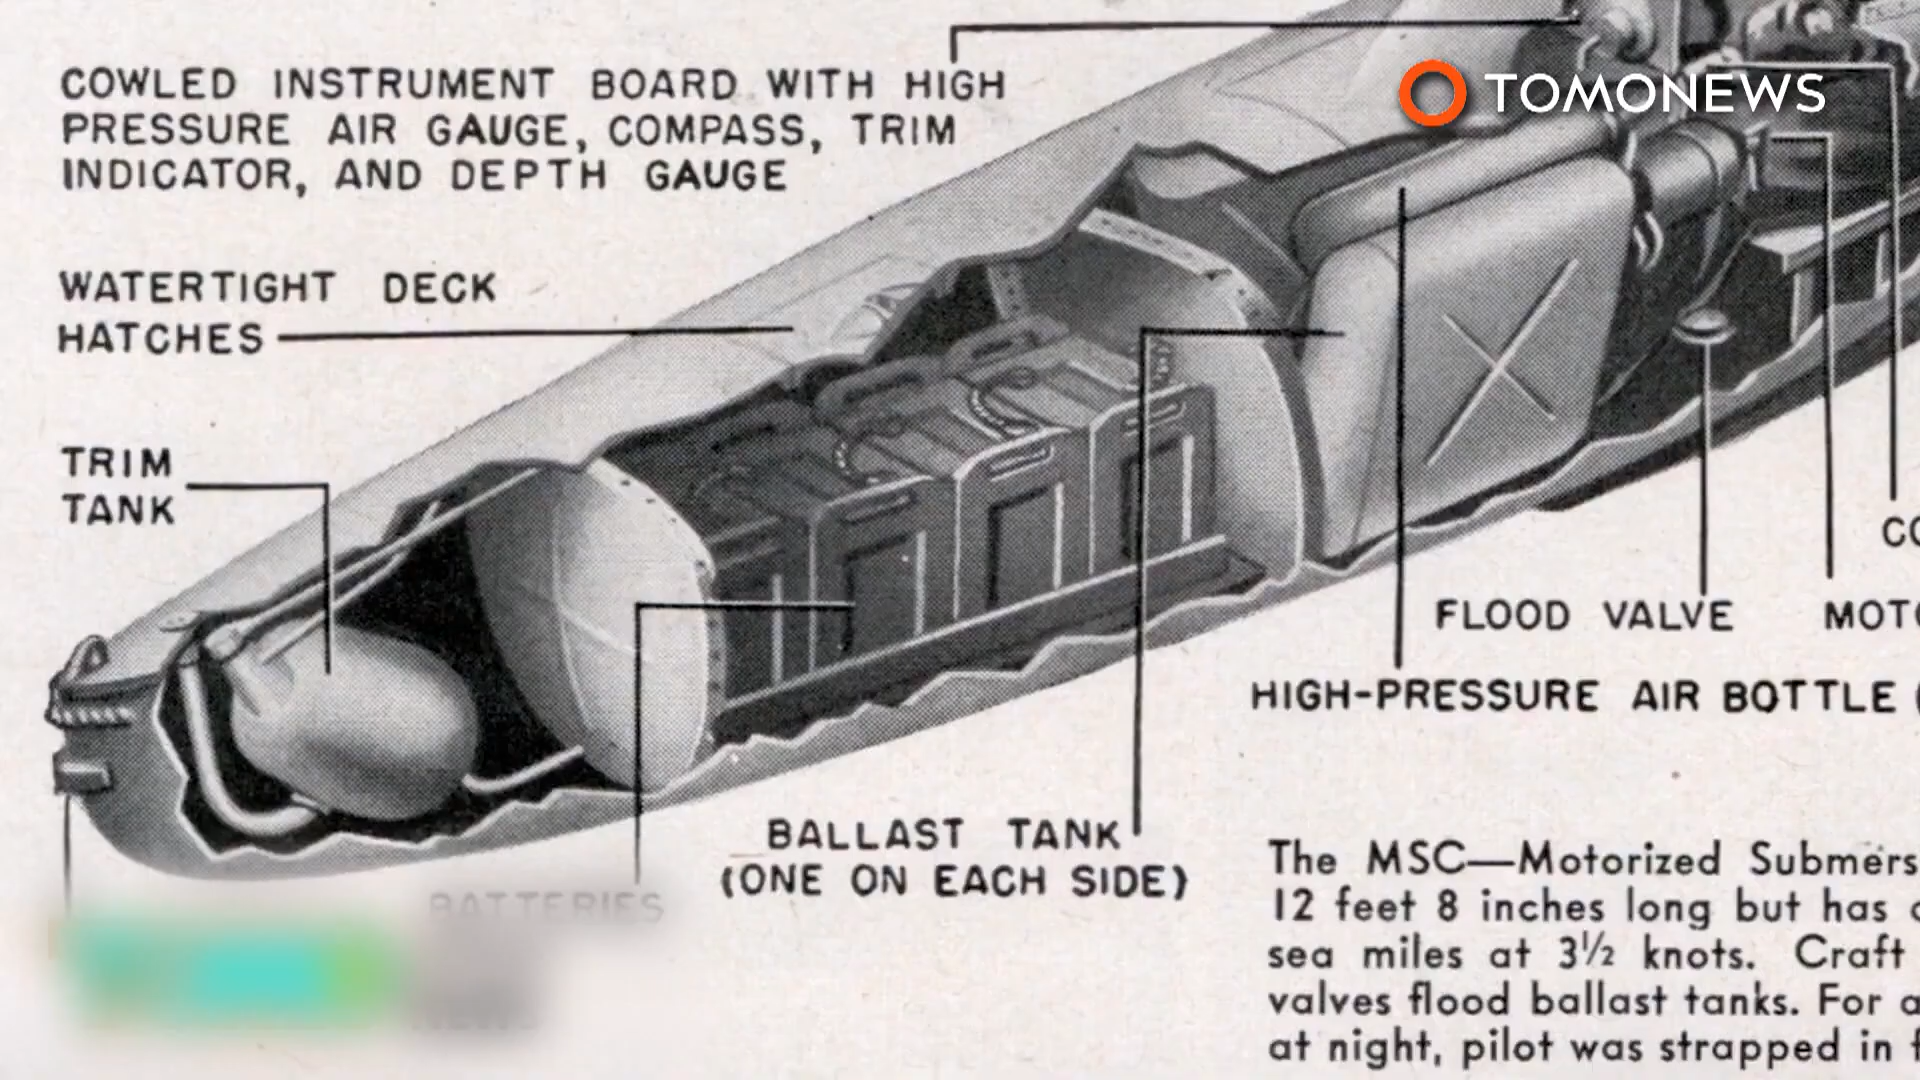 TOMONEWS
COWLED INSTRUMENT BOARD WITH HIGH
PRESSURE AIR GAUGE, COMPASS, TRIM
INDICATOR, AND DEPTH GAUGE
WATERTIGHT DECK
HATCHES
TRIM
TANK
FLOOD VALVE
HIGH-PRESSURE AIR BOTTLE
BALLAST TANK
(ONE ON EACH SIDE)
BATTERIES
The MSC—Motorized
12 feet 8 inches long but has
sea miles at 3½ knots. Craft
valves flood ballast tanks. For
at night, pilot was strapped in